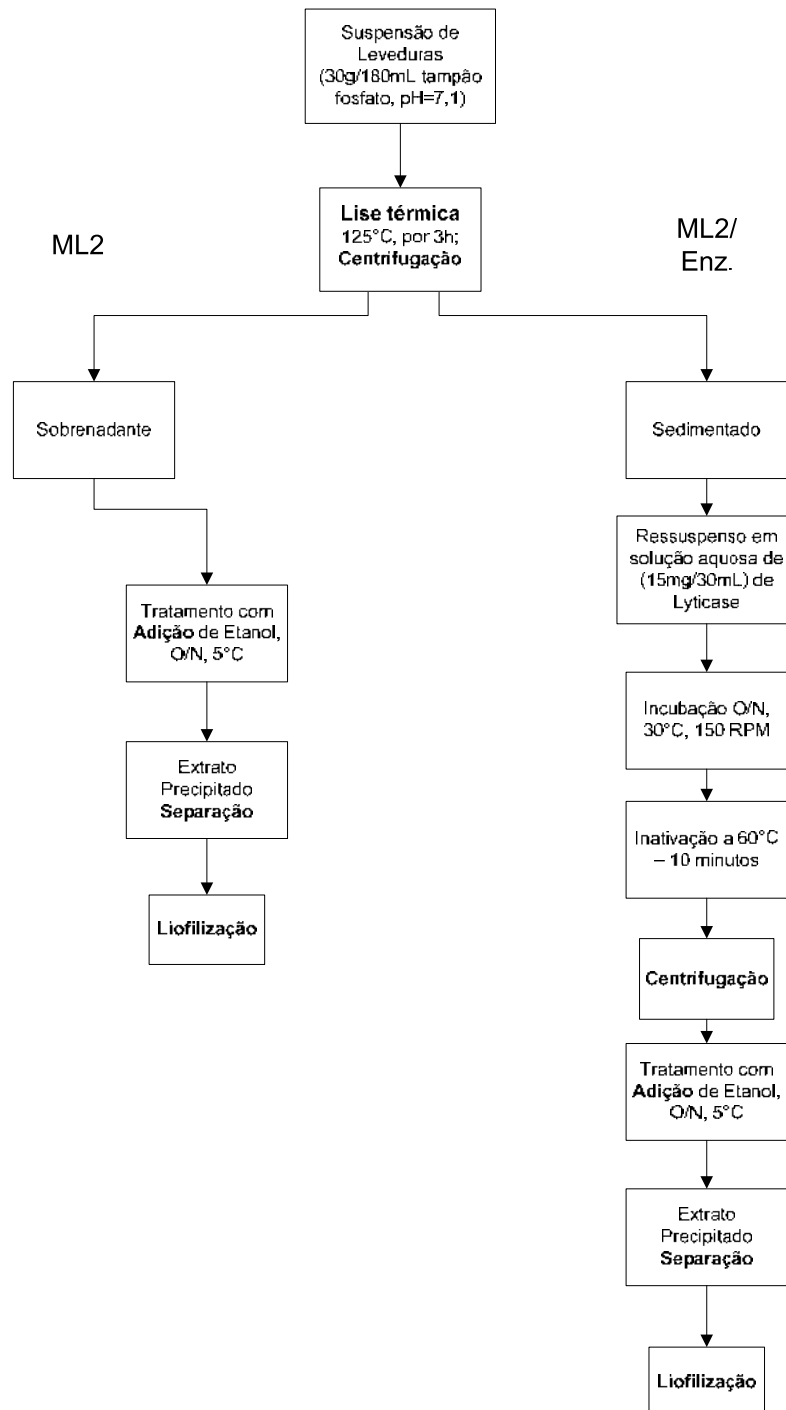 Suspensão de
Leveduras
(30g/180mL tampão
fosfato, pH=7,1)
Lise térmica
125°C, por 3h;
Centrifugação
ML2
ML2/
Enz.
Sobrenadante
Tratamento com
Adição de Etanol,
O/N, 5°C
Extrato
Precipitado
Separação
Liofilização
Sedimentado
Ressuspenso em
solução aquosa de
(15mg/30mL) de
Lyticase
Incubação O/N,
30°C, 150 RPM
Inativação a 60°C
– 10 minutos
Centrifugação
Tratamento com
Adição de Etanol,
O/N, 5°C
Extrato
Precipitado
Separação
Liofilização